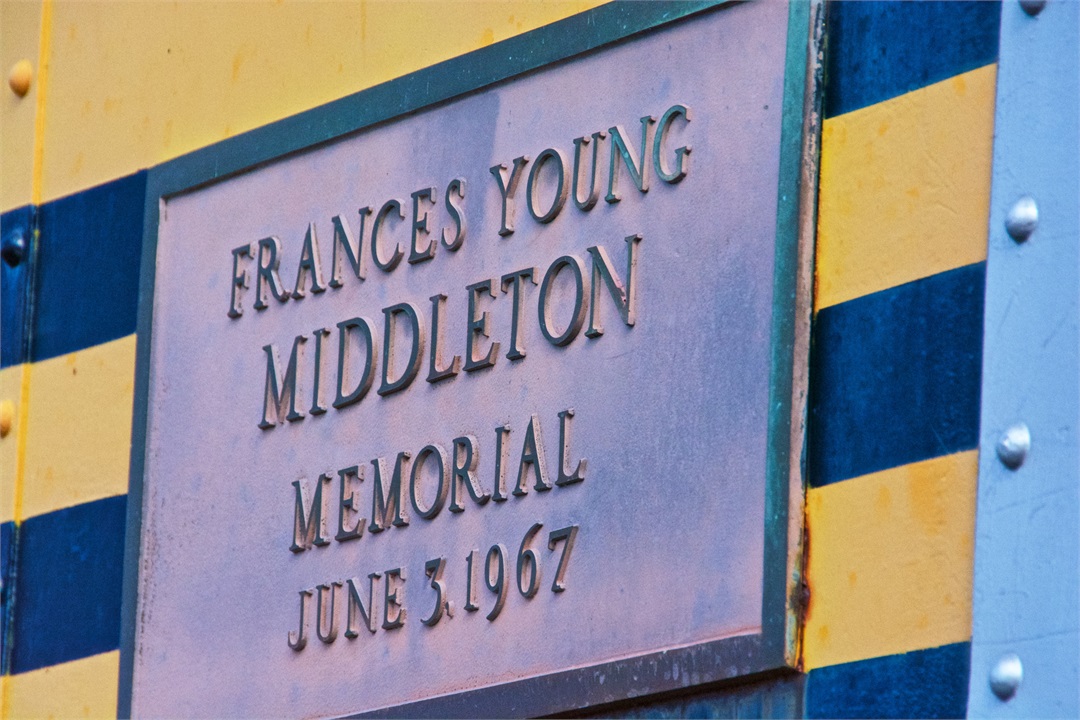 FRANCES YOUNG
MIDDLETON
MEMORIAL
JUNE 3, 1967